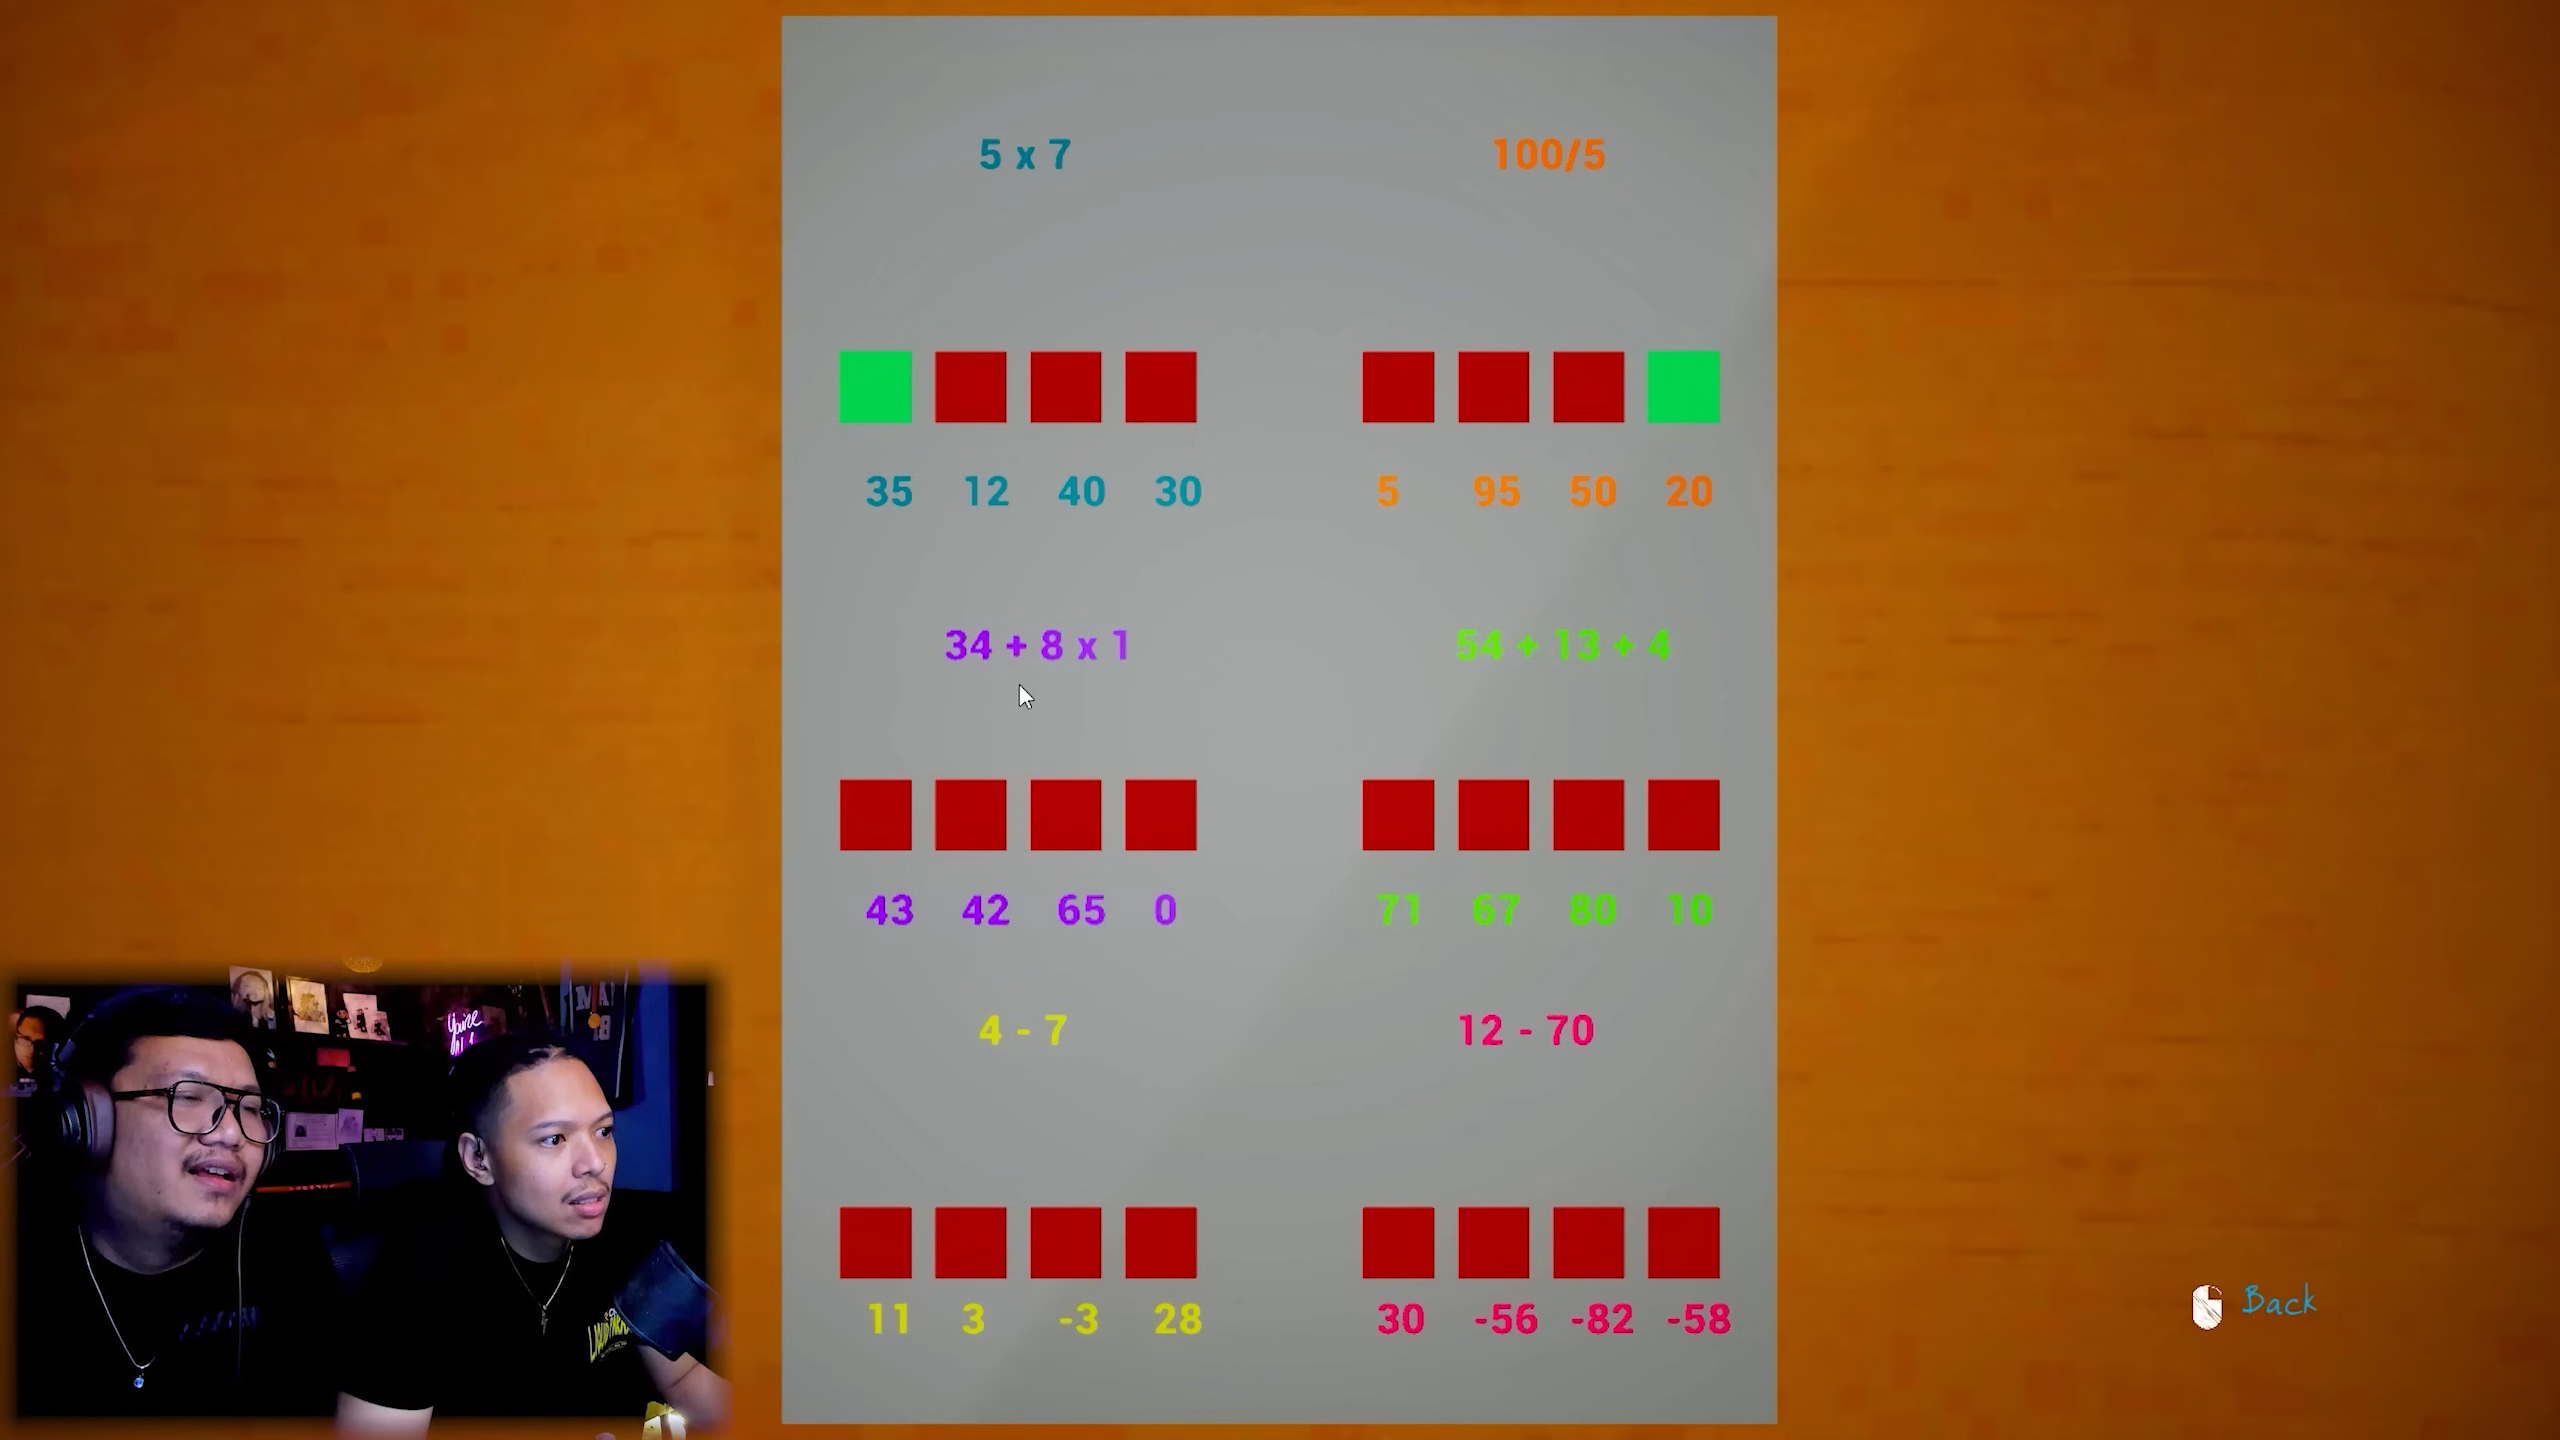 5 x 7
100/5
35 12 40 30
5 95 50 20
34 + 8 x 1
54 + 13 + 4
43 42 65 0
71 67 80 10
4 - 7
12 - 70
11 3 -3 28
30 -56 -82 -58
Back
You're